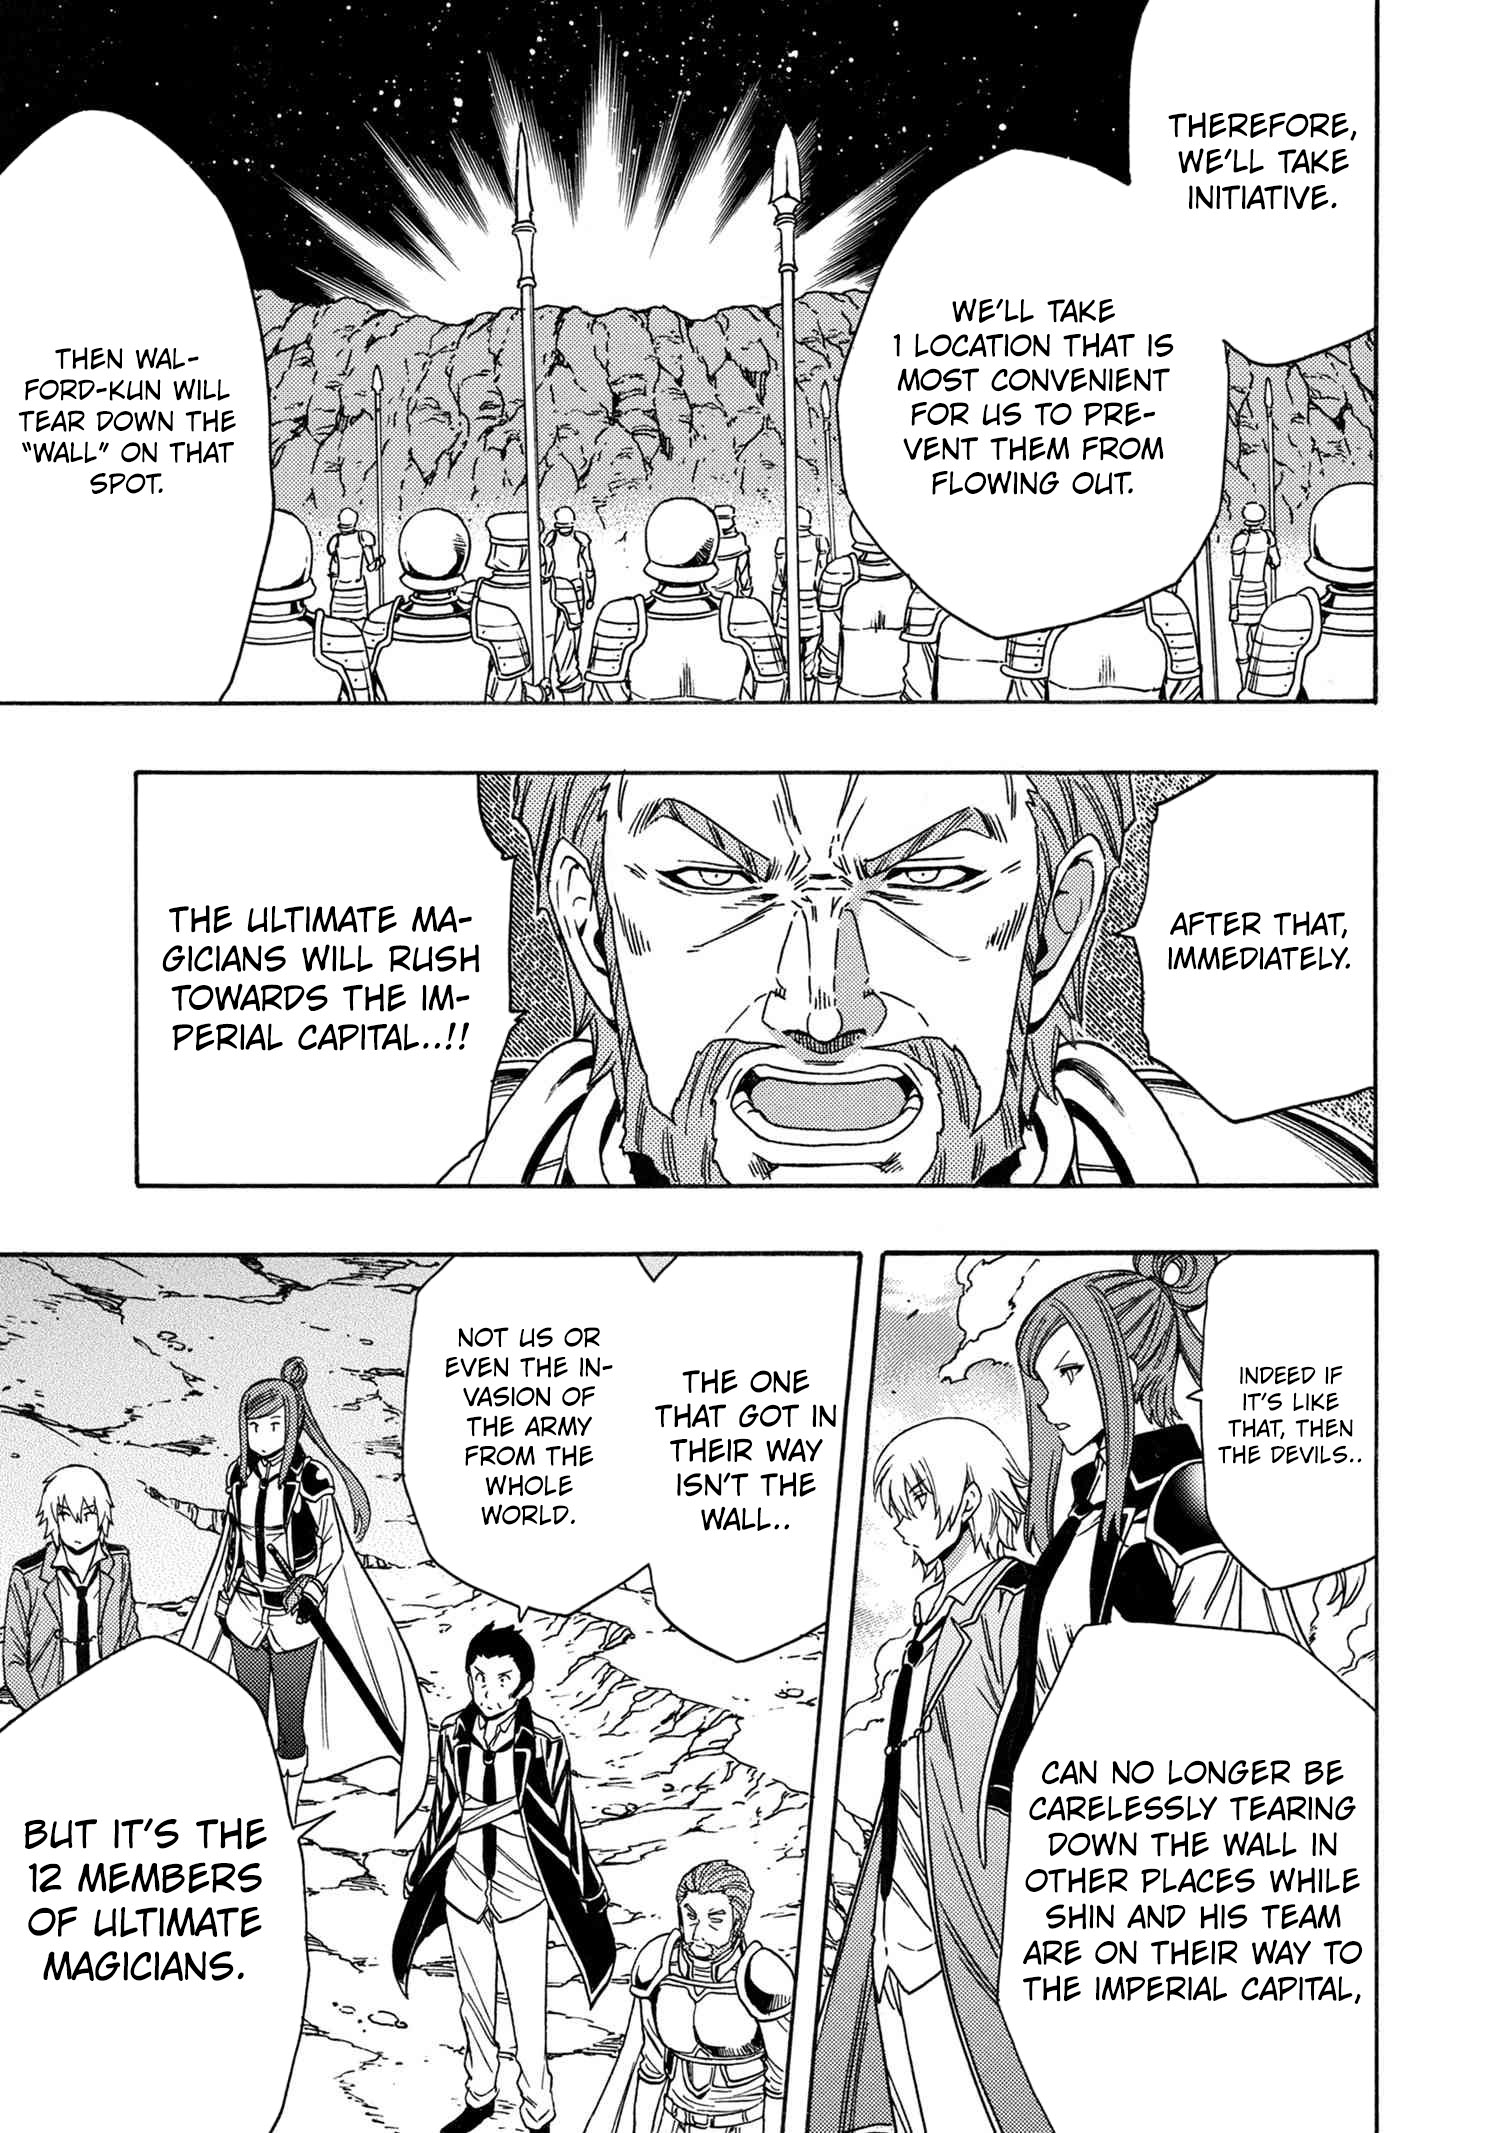 THEREFORE,
WE'LL TAKE
INITIATIVE.
WE'LL TAKE
1 LOCATION THAT IS
MOST CONVENIENT
FOR US TO PRE-
VENT THEM FROM
FLOWING OUT.
THEN WAL-
FORD-KUN WILL
TEAR DOWN THE
"WALL" ON THAT
SPOT.
AFTER THAT,
IMMEDIATELY.
THE ULTIMATE MA-
GICIANS WILL RUSH
TOWARDS THE IM-
PERIAL CAPITAL..!!
INDEED IF
IT'S LIKE
THAT, THEN
THE DEVILS..
CAN NO LONGER BE
CARELESSLY TEARING
DOWN THE WALL IN
OTHER PLACES WHILE
SHIN AND HIS TEAM
ARE ON THEIR WAY TO
THE IMPERIAL CAPITAL,
THE ONE
THAT GOT IN
THEIR WAY
ISN'T THE
WALL..
NOT US OR
EVEN THE IN-
VASION OF
THE ARMY
FROM THE
WHOLE
WORLD.
BUT IT'S THE
12 MEMBERS
OF ULTIMATE
MAGICIANS.